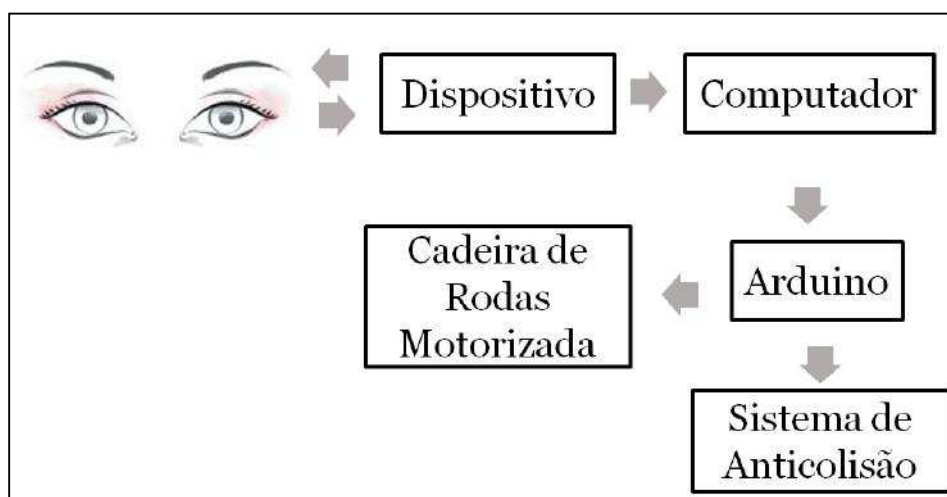 Dispositivo
Computador
Cadeira de
Rodas
Motorizada
Arduino
Sistema de
Anticolisão